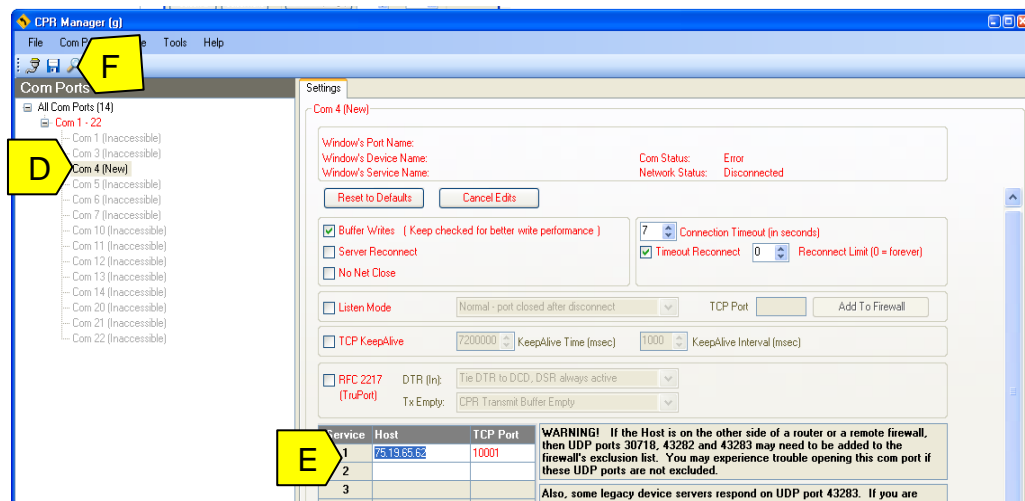 CPR Manager (g)
File Com P e Tools Help
F
Com Ports
Settings
All Com Ports (14)
Com 1 - 22
Com 1 (Inaccessible)
Com 3 (Inaccessible)
D
Com 4 (New)
Com 5 (Inaccessible)
Com 6 (Inaccessible)
Com 7 (Inaccessible)
Com 10 (Inaccessible)
Com 11 (Inaccessible)
Com 12 (Inaccessible)
Com 13 (Inaccessible)
Com 14 (Inaccessible)
Com 20 (Inaccessible)
Com 21 (Inaccessible)
Com 22 (Inaccessible)
Com 4 (New)
Window's Port Name:
Window's Device Name: Com Status: Error
Window's Service Name: Network Status: Disconnected
Reset to Defaults Cancel Edits
Buffer Writes ( Keep checked for better write performance ) 7 Connection Timeout (in seconds)
Server Reconnect Timeout Reconnect 0 Reconnect Limit (0 = forever)
No Net Close
Listen Mode Normal - port closed after disconnect TCP Port Add To Firewall
TCP KeepAlive 7200000 KeepAlive Time (msec) 1000 KeepAlive Interval (msec)
RFC 2217 DTR (In): Tie DTR to DCD, DSR always active
(TruPort) Tx Empty: CPR Transmit Buffer Empty
Service Host TCP Port
E
1 75.19.65.62 10001
2
3
WARNING! If the Host is on the other side of a router or a remote firewall,
then UDP ports 30718, 43282 and 43283 may need to be added to the
firewall's exclusion list. You may experience trouble opening this com port if
these UDP ports are not excluded.
Also, some legacy device servers respond on UDP port 43283. If you are